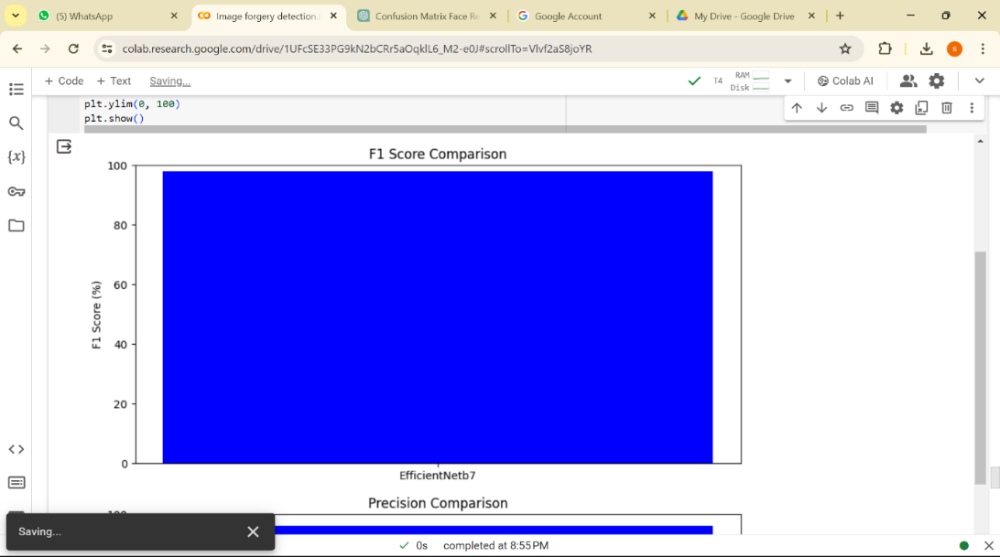 (5) WhatsApp
Image forgery detection.i
Confusion Matrix Face Re
Google Account
My Drive - Google Drive
colab.research.google.com/drive/1UFcSE33PG9kN2bCRr5aOqklL6_M2-e0J#scrollTo=Vlvf2aS8joYR
S
+ Code + Text Saving...
T4
RAM
Disk
Colab AI
plt.ylim(0, 100)
plt.show()
{x}
F1 Score Comparison
100
80
60
40
20
0
F1 Score (%)
EfficientNetb7
Precision Comparison
100
Saving...
0s completed at 8:55 PM